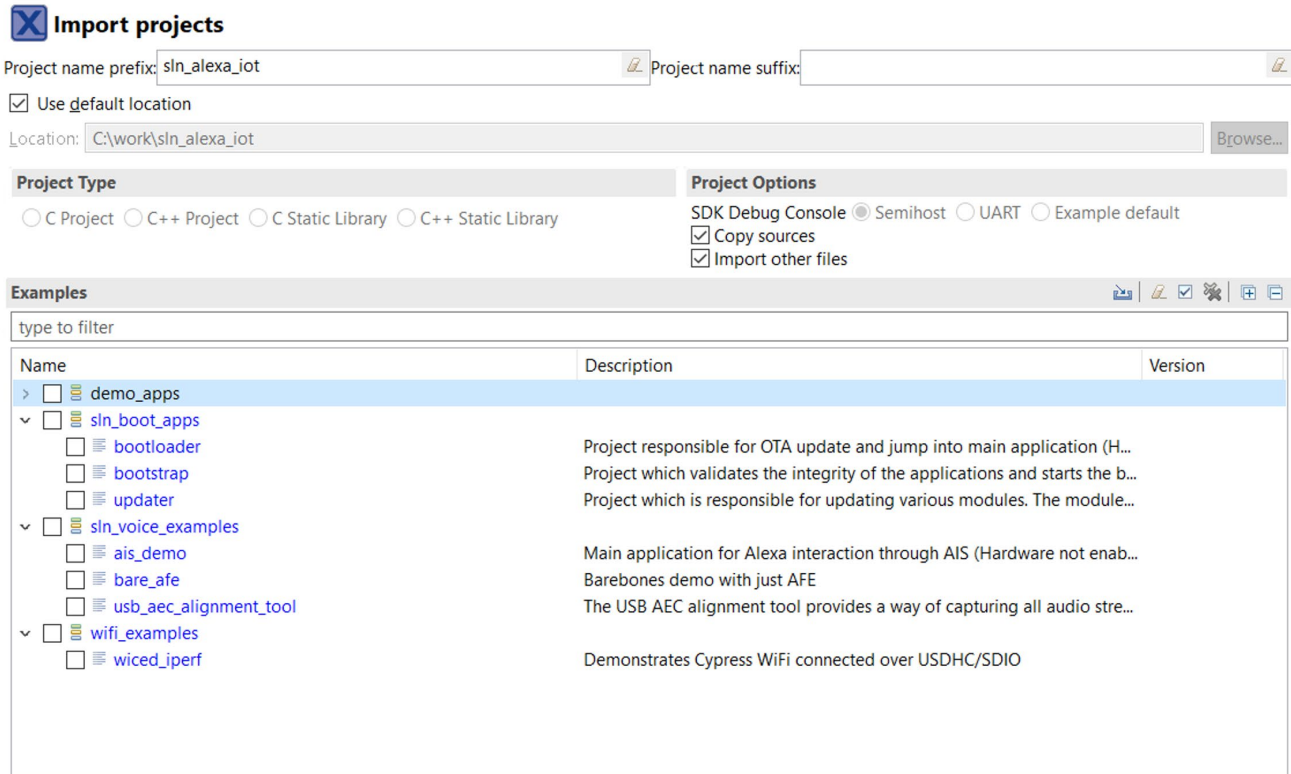 Import projects
Project name prefix: sln_alexa_iot Project name suffix:
Use default location
Location: C:\work\sln_alexa_iot Browse...
Project Type Project Options
C Project C++ Project C Static Library C++ Static Library SDK Debug Console Semihost UART Example default
Copy sources
Import other files
Examples
type to filter
Name Description Version
demo_apps
sln_boot_apps
bootloader Project responsible for OTA update and jump into main application (H...
bootstrap Project which validates the integrity of the applications and starts the b...
updater Project which is responsible for updating various modules. The module...
sln_voice_examples
ais_demo Main application for Alexa interaction through AIS (Hardware not enab...
bare_afe Barebones demo with just AFE
usb_aec_alignment_tool The USB AEC alignment tool provides a way of capturing all audio stre...
wifi_examples
wiced_iperf Demonstrates Cypress WiFi connected over USDHC/SDIO